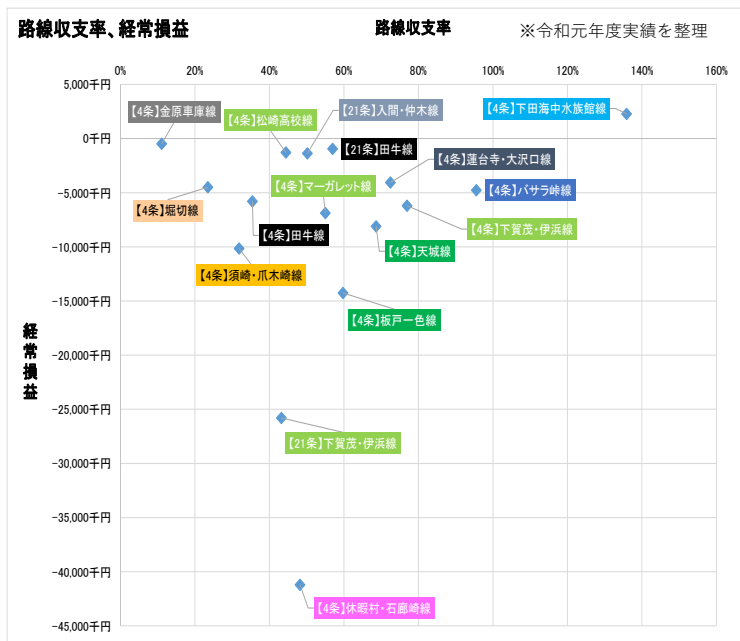 路線収支率、経常損益
路線収支率
※令和元年度実績を整理
0% 20% 40% 60% 80% 100% 120% 140% 160%
5,000千円
【4条】金原車庫線
【4条】松崎高校線
【21条】入間・仲木線
【4条】下田海中水族館線
0千円
【21条】田牛線
【4条】蓮台寺・大沢口線
【4条】マーガレット線
【4条】バサラ峠線
-5,000千円
【4条】堀切線
【4条】田牛線
【4条】下賀茂・伊浜線
【4条】天城線
-10,000千円
【4条】須崎・爪木崎線
-15,000千円
【4条】板戸一色線
-20,000千円
経常損益
-25,000千円
【21条】下賀茂・伊浜線
-30,000千円
-35,000千円
-40,000千円
【4条】休暇村・石廊崎線
-45,000千円